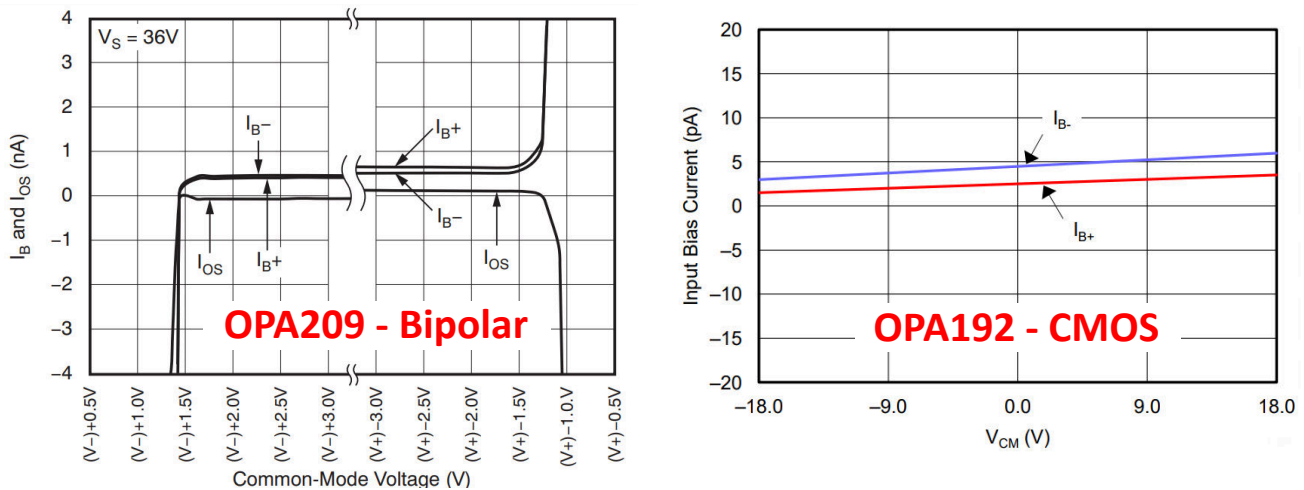 4
3
2
1
0
−1
−2
−3
−4
I_B and I_OS (nA)
V_S = 36V
I_B−
I_B+
I_OS
I_B+
I_B−
I_OS
OPA209 - Bipolar
(V−)+0.5V
(V−)+1.0V
(V−)+1.5V
(V−)+2.0V
(V−)+2.5V
(V−)+3.0V
(V+)−3.0V
(V+)−2.5V
(V+)−2.0V
(V+)−1.5V
(V+)−1.0.V
(V+)−0.5V
Common-Mode Voltage (V)
20
15
10
5
0
−5
−10
−15
−20
Input Bias Current (pA)
I_B-
I_B+
OPA192 - CMOS
−18.0
−9.0
0.0
9.0
18.0
V_CM (V)